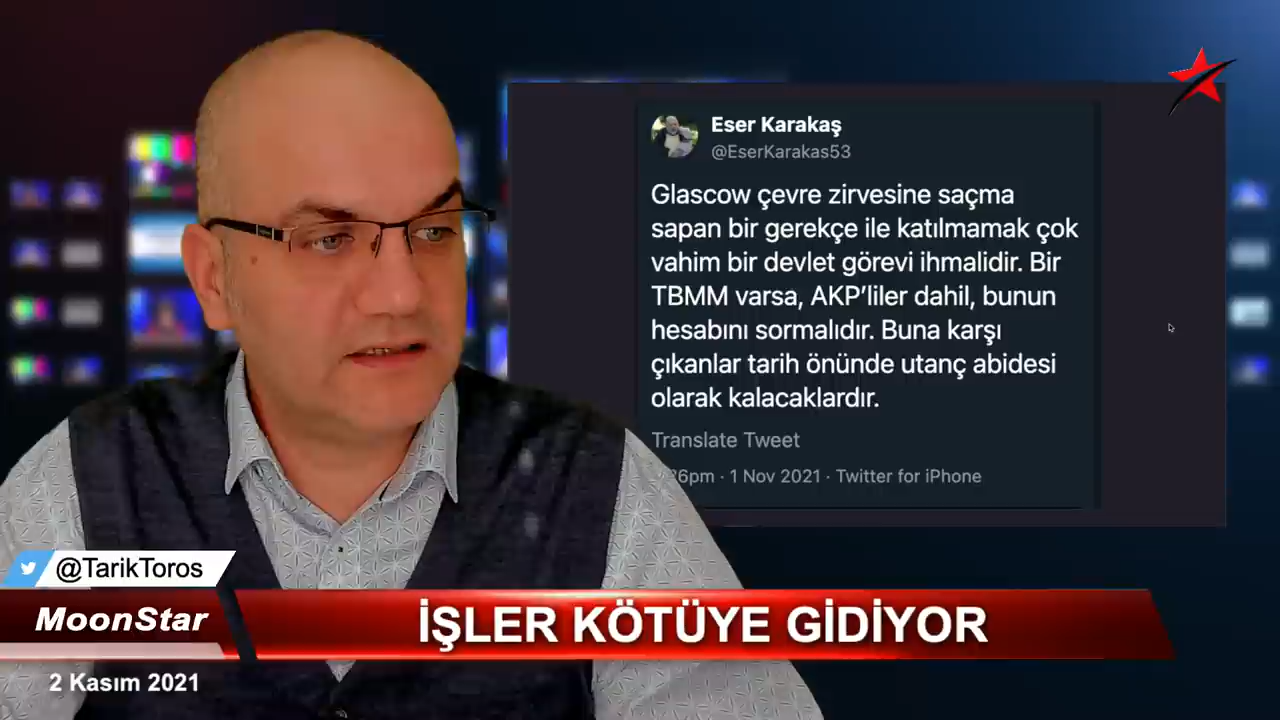 Eser Karakaş
@EserKarakas53
Glascow çevre zirvesine saçma
sapan bir gerekçe ile katılmamak çok
vahim bir devlet görevi ihmalidir. Bir
TBMM varsa, AKP’liler dahil, bunun
hesabını sormalıdır. Buna karşı
çıkanlar tarih önünde utanç abidesi
olarak kalacaklardır.
Translate Tweet
26pm · 1 Nov 2021 · Twitter for iPhone
@TarikToros
MoonStar
İŞLER KÖTÜYE GİDİYOR
2 Kasım 2021